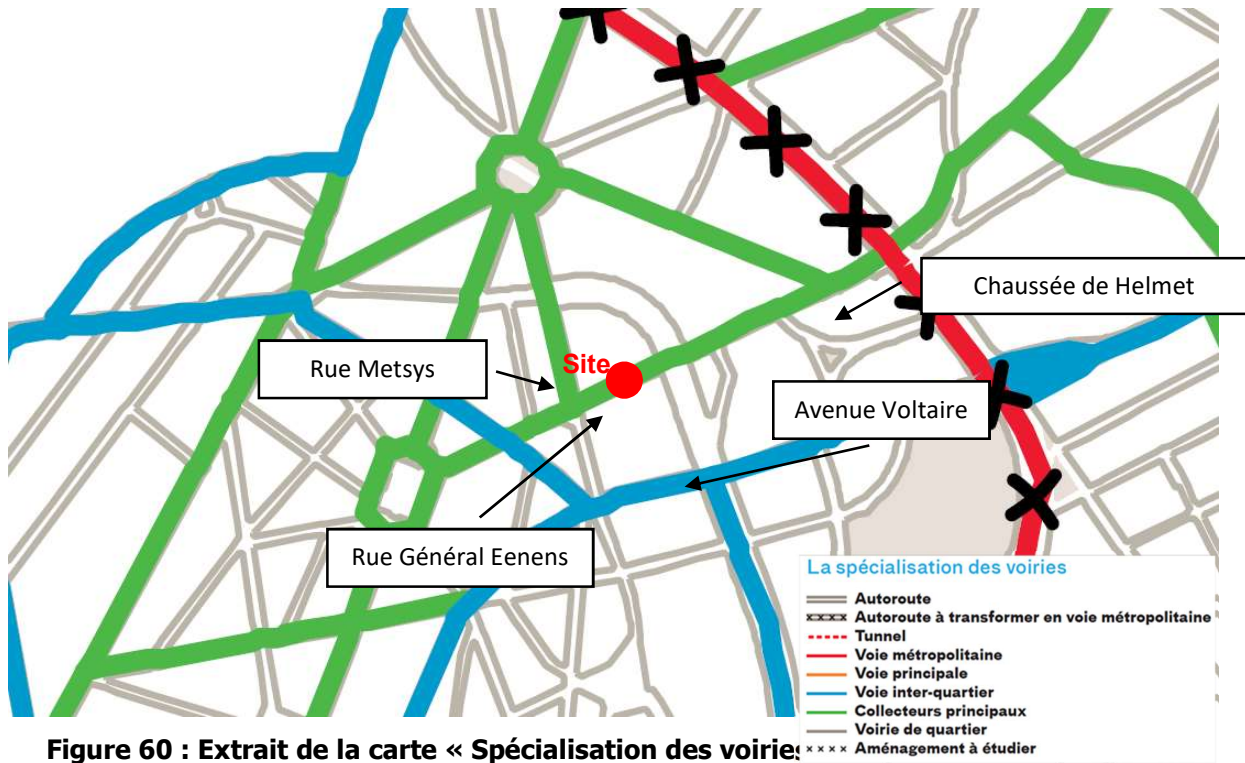 Chaussée de Helmet
Rue Metsys
Site
Avenue Voltaire
Rue Général Eenens
La spécialisation des voiries
Autoroute
Autoroute à transformer en voie métropolitaine
Tunnel
Voie métropolitaine
Voie principale
Voie inter-quartier
Collecteurs principaux
Voirie de quartier
Aménagement à étudier
Figure 60 : Extrait de la carte « Spécialisation des voiries